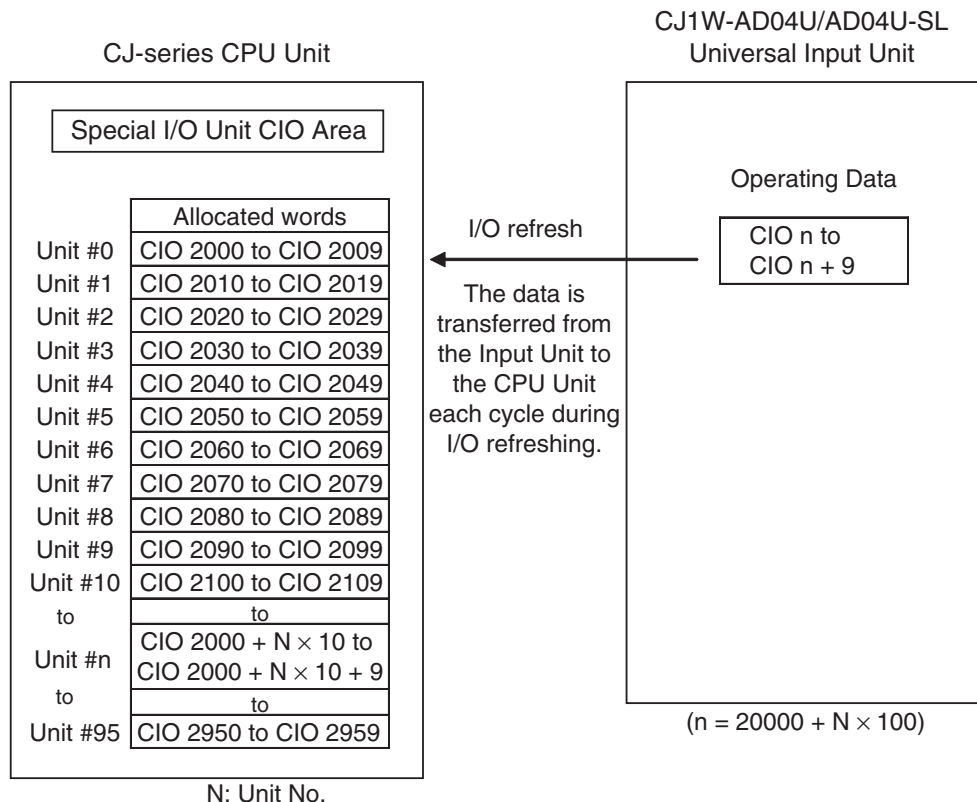 CJ-series CPU Unit
CJ1W-AD04U/AD04U-SL
Universal Input Unit
Special I/O Unit CIO Area
Allocated words
Unit #0 CIO 2000 to CIO 2009
Unit #1 CIO 2010 to CIO 2019
Unit #2 CIO 2020 to CIO 2029
Unit #3 CIO 2030 to CIO 2039
Unit #4 CIO 2040 to CIO 2049
Unit #5 CIO 2050 to CIO 2059
Unit #6 CIO 2060 to CIO 2069
Unit #7 CIO 2070 to CIO 2079
Unit #8 CIO 2080 to CIO 2089
Unit #9 CIO 2090 to CIO 2099
Unit #10 CIO 2100 to CIO 2109
to to
Unit #n CIO 2000 + N × 10 to
CIO 2000 + N × 10 + 9
to to
Unit #95 CIO 2950 to CIO 2959
N: Unit No.
I/O refresh
The data is
transferred from
the Input Unit to
the CPU Unit
each cycle during
I/O refreshing.
Operating Data
CIO n to
CIO n + 9
(n = 20000 + N × 100)